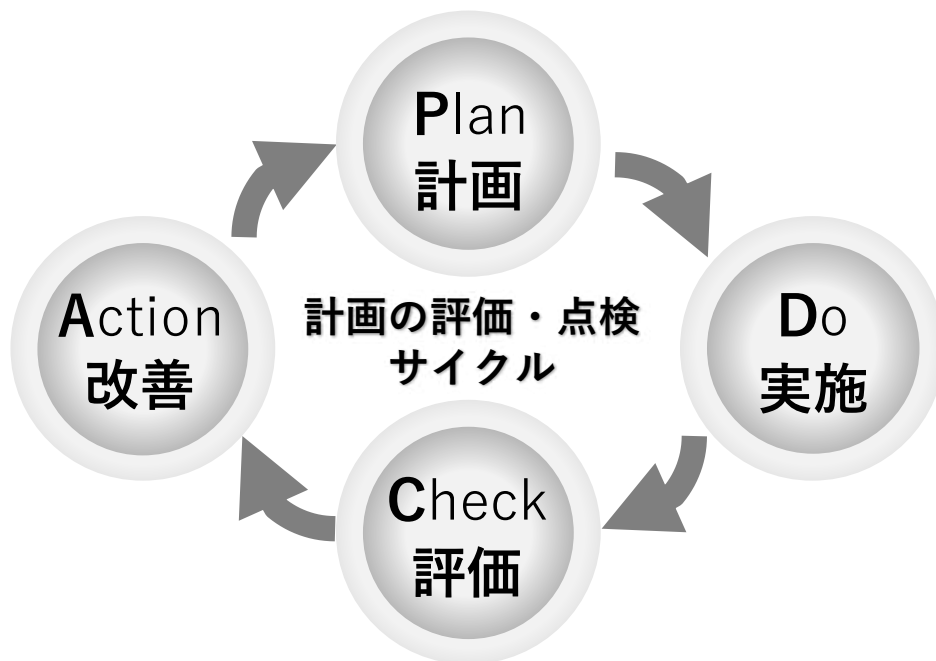 Plan
計画
Do
実施
Check
評価
Action
改善
計画の評価・点検
サイクル